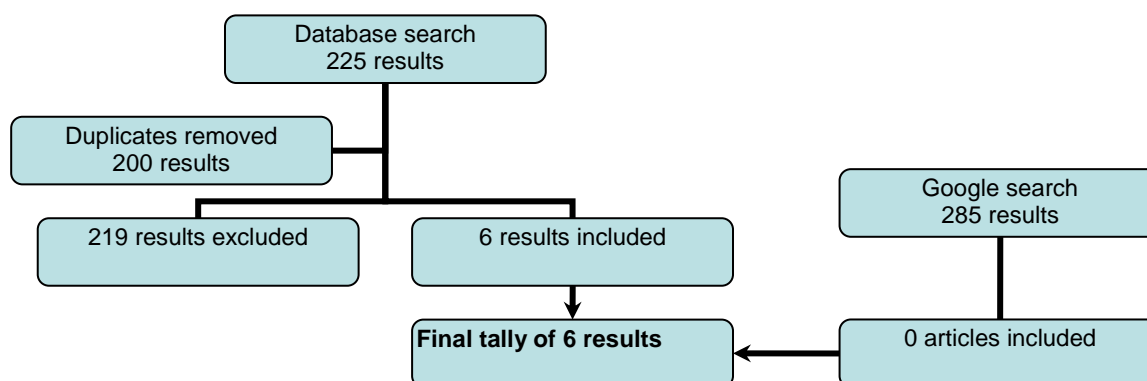 Database search
225 results
Duplicates removed
200 results
Google search
285 results
219 results excluded
6 results included
Final tally of 6 results
0 articles included